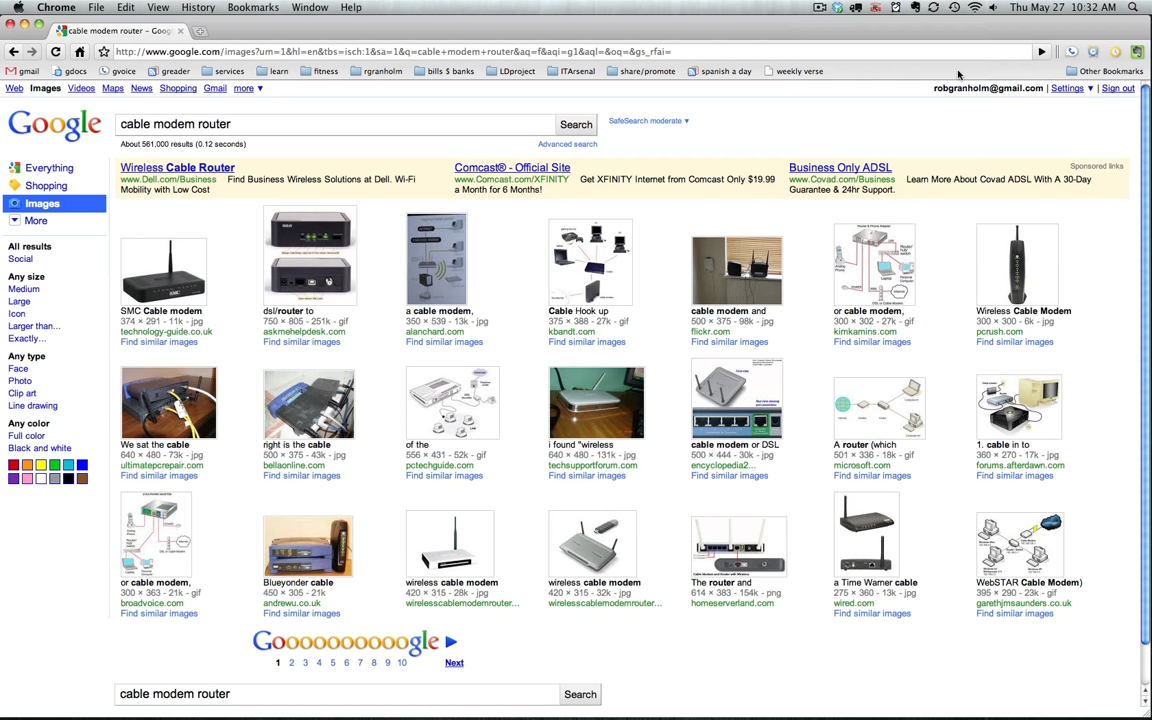 Chrome File Edit View History Bookmarks Window Help Thu May 27 10:32 AM
cable modem router – Goog
http://www.google.com/images?um=1&hl=en&tbs=isch:1&sa=1&q=cable+modem+router&aq=f&aqi=g1&aql=&oq=&gs_rfai=
gmail gdocs gvoice greader services learn fitness rgranholm bills $ banks LDproject ITArsenal share/promote spanish a day weekly verse Other Bookmarks
Web Images Videos Maps News Shopping Gmail more ▼ robgranholm@gmail.com | Settings ▼ | Sign out
Google cable modem router Search SafeSearch moderate ▼
About 561,000 results (0.12 seconds) Advanced search
Everything
Shopping
Images
More
All results
Social
Any size
Medium
Large
Icon
Larger than...
Exactly...
Any type
Face
Photo
Clip art
Line drawing
Any color
Full color
Black and white
Wireless Cable Router Comcast® - Official Site Business Only ADSL Sponsored links
www.Dell.com/Business Find Business Wireless Solutions at Dell. Wi-Fi www.Comcast.com/XFINITY Get XFINITY Internet from Comcast Only $19.99 www.Covad.com/Business Learn More About Covad ADSL With A 30-Day
Mobility with Low Cost a Month for 6 Months! Guarantee & 24hr Support.
SMC Cable modem dsl/router to a cable modem, Cable Hook up cable modem and or cable modem, Wireless Cable Modem
374 × 291 - 11k - jpg 750 × 805 - 251k - gif 350 × 539 - 13k - jpg 375 × 388 - 27k - gif 500 × 375 - 98k - jpg 300 × 302 - 27k - gif 300 × 300 - 6k - jpg
technology-guide.co.uk askmehelpdesk.com alanchard.com kbandt.com flickr.com kimkamins.com pcrush.com
Find similar images Find similar images Find similar images Find similar images Find similar images Find similar images Find similar images
We sat the cable right is the cable of the i found "wireless cable modem or DSL A router (which 1. cable in to
640 × 480 - 73k - jpg 500 × 375 - 43k - jpg 556 × 431 - 52k - gif 640 × 480 - 131k - jpg 500 × 444 - 30k - jpg 501 × 336 - 18k - gif 360 × 270 - 17k - jpg
ultimatepcrepair.com bellaonline.com pctechguide.com techsupportforum.com encyclopedia2... microsoft.com forums.afterdawn.com
Find similar images Find similar images Find similar images Find similar images Find similar images Find similar images Find similar images
or cable modem, Blueyonder cable wireless cable modem wireless cable modem The router and a Time Warner cable WebSTAR Cable Modem)
300 × 363 - 21k - gif 450 × 305 - 21k 420 × 315 - 28k - jpg 420 × 315 - 32k - jpg 614 × 383 - 154k - png 275 × 360 - 13k - jpg 395 × 290 - 23k - gif
broadvoice.com andrewu.co.uk wirelesscablemodemrouter... wirelesscablemodemrouter... homeserverland.com wired.com garethjmsaunders.co.uk
Find similar images Find similar images Find similar images Find similar images Find similar images
Goooooooooogle
1 2 3 4 5 6 7 8 9 10 Next
cable modem router Search